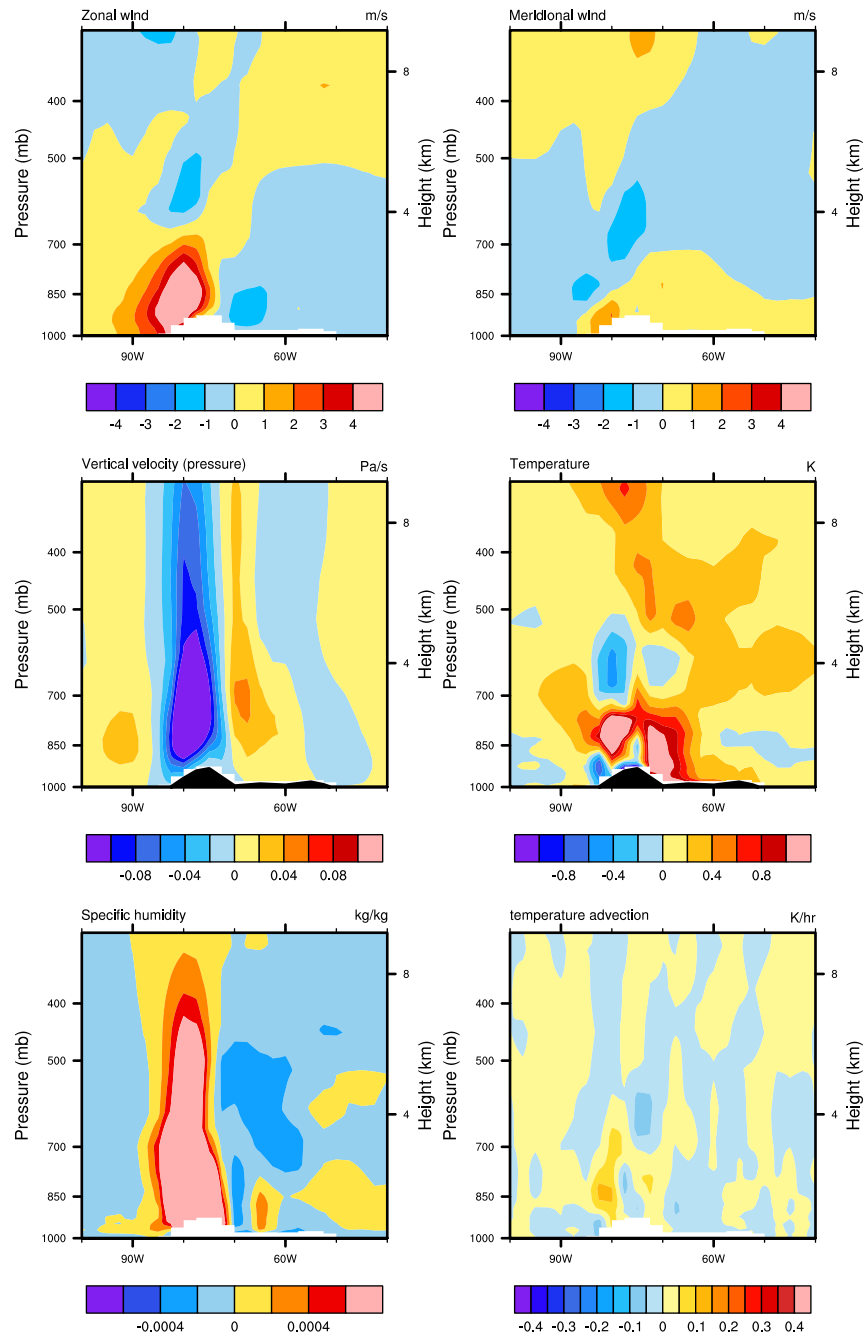 Zonal wind m/s
Pressure (mb)
400
500
700
850
1000
8
4
Height (km)
90W 60W
-4 -3 -2 -1 0 1 2 3 4
Meridional wind m/s
Pressure (mb)
400
500
700
850
1000
8
4
Height (km)
90W 60W
-4 -3 -2 -1 0 1 2 3 4
Vertical velocity (pressure) Pa/s
Pressure (mb)
400
500
700
850
1000
8
4
Height (km)
90W 60W
-0.08 -0.04 0 0.04 0.08
Temperature K
Pressure (mb)
400
500
700
850
1000
8
4
Height (km)
90W 60W
-0.8 -0.4 0 0.4 0.8
Specific humidity kg/kg
Pressure (mb)
400
500
700
850
1000
8
4
Height (km)
90W 60W
-0.0004 0 0.0004
temperature advection K/hr
Pressure (mb)
400
500
700
850
1000
8
4
Height (km)
90W 60W
-0.4 -0.3 -0.2 -0.1 0 0.1 0.2 0.3 0.4